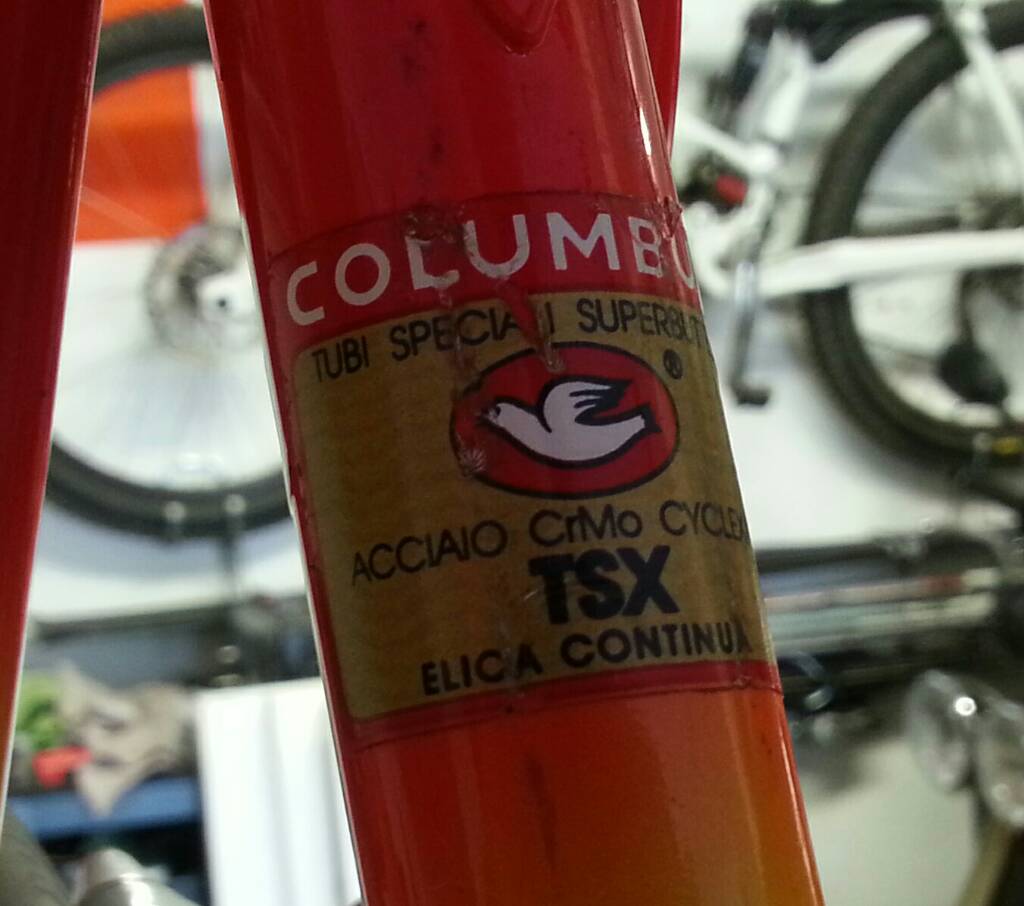 COLUMBU
TUBI SPECIALI SUPERBUT
®
ACCIAIO CrMo CYCLEX
TSX
ELICA CONTINUA